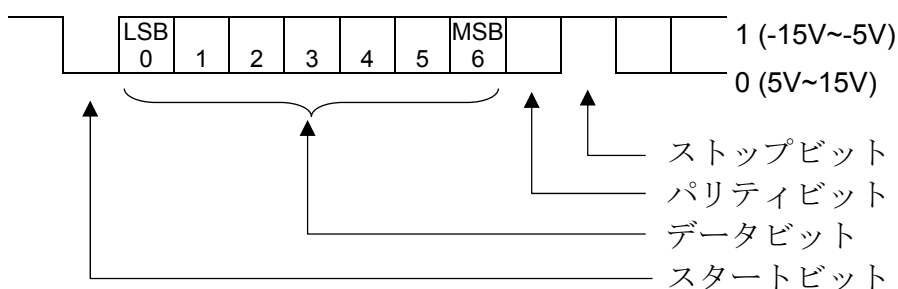 LSB MSB 1 (-15V~-5V)
0 1 2 3 4 5 6
0 (5V~15V)
ストップビット
パリティビット
データビット
スタートビット